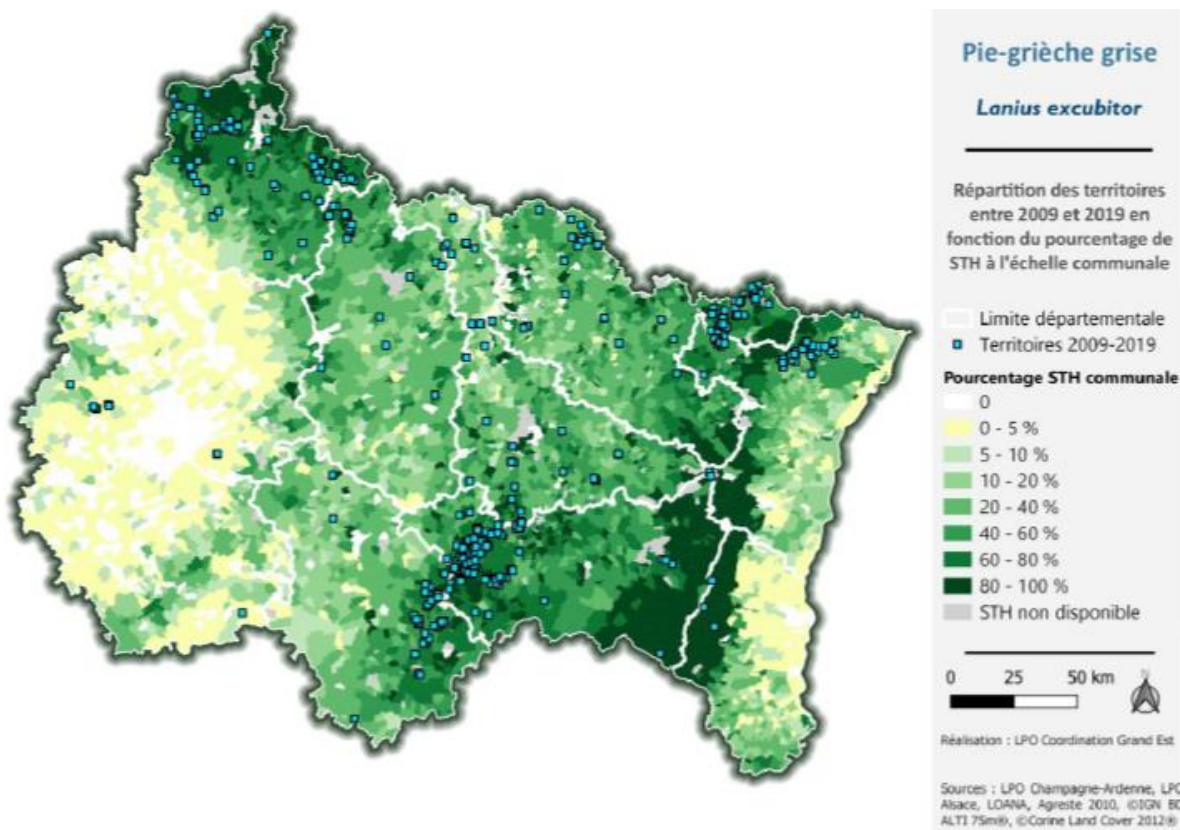 Pie-grièche grise
Lanius excubitor
Répartition des territoires
entre 2009 et 2019 en
fonction du pourcentage de
STH à l'échelle communale
Limite départementale
Territoires 2009-2019
Pourcentage STH communale
0
0 - 5 %
5 - 10 %
10 - 20 %
20 - 40 %
40 - 60 %
60 - 80 %
80 - 100 %
STH non disponible
0 25 50 km
N
Réalisation : LPO Coordination Grand Est
Sources : LPO Champagne-Ardenne, LPO
Alsace, LOANA, Agreste 2010, ©IGN BD
ALTI 75m®, ©Corine Land Cover 2012®